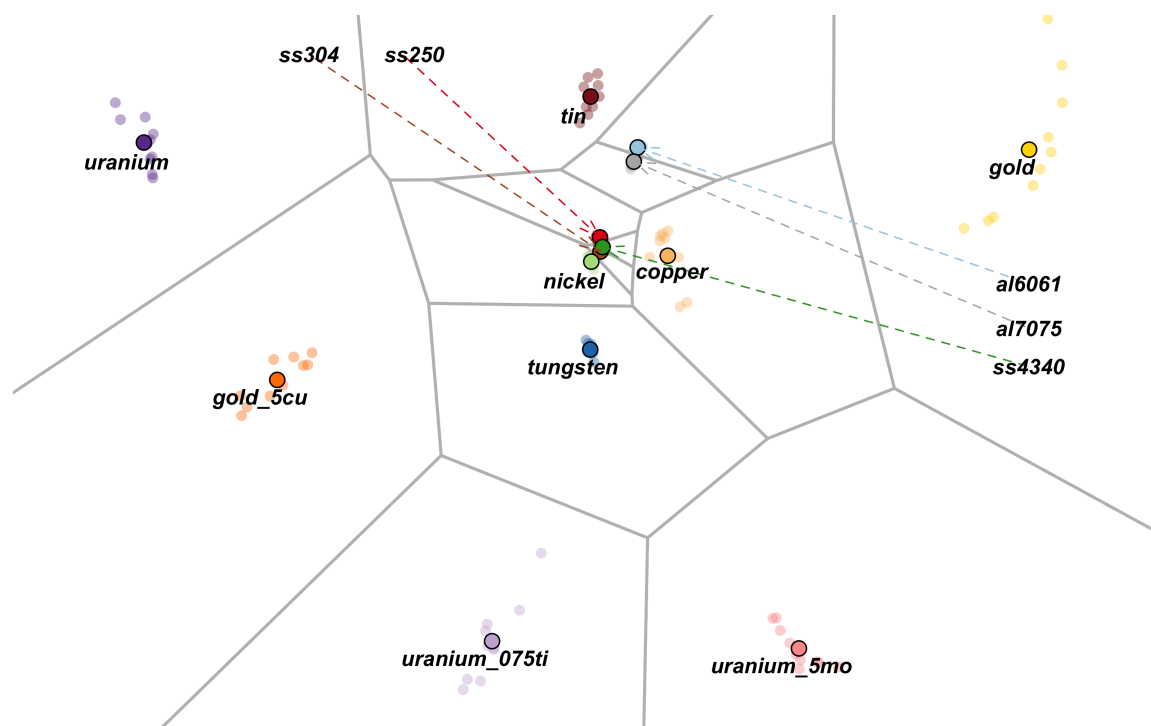 ss304
ss250
tin
uranium
gold
nickel
copper
al6061
al7075
tungsten
ss4340
gold_5cu
uranium_075ti
uranium_5mo